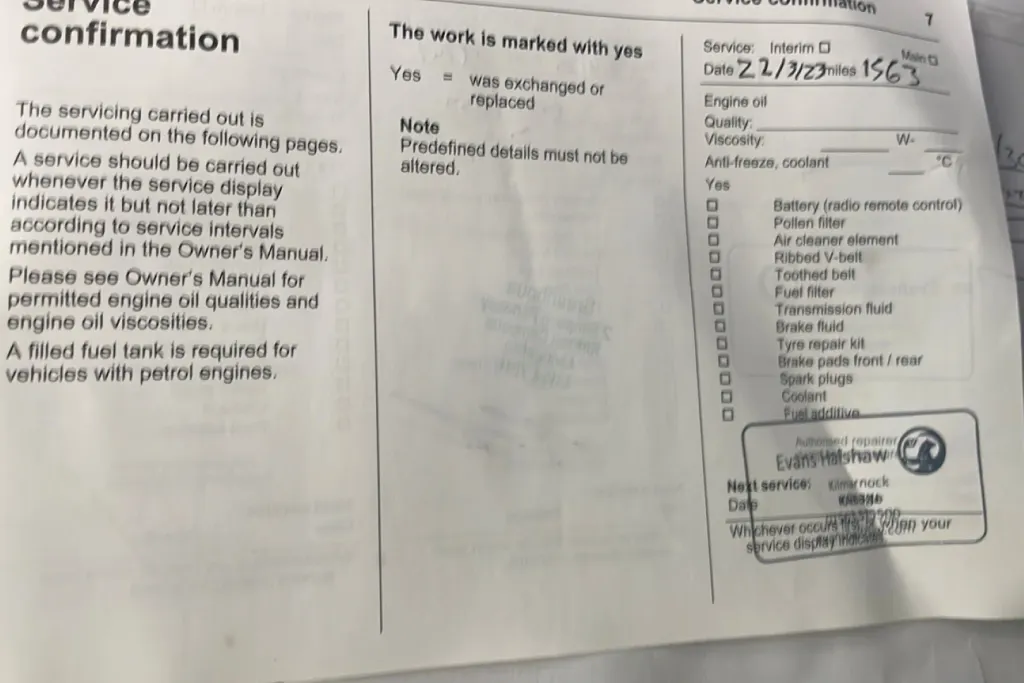 Service
confirmation
The servicing carried out is
documented on the following pages.
A service should be carried out
whenever the service display
indicates it but not later than
according to service intervals
mentioned in the Owner's Manual.
Please see Owner's Manual for
permitted engine oil qualities and
engine oil viscosities.
A filled fuel tank is required for
vehicles with petrol engines.
The work is marked with yes
Yes = was exchanged or
replaced
Note
Predefined details must not be
altered.
Service confirmation
7
Service: Interim Main
Date 22/3/23 miles 1563
Engine oil
Quality:
Viscosity: W-
Anti-freeze, coolant °C
Yes
Battery (radio remote control)
Pollen filter
Air cleaner element
Ribbed V-belt
Toothed belt
Fuel filter
Transmission fluid
Brake fluid
Tyre repair kit
Brake pads front / rear
Spark plugs
Coolant
Fuel additive
Authorised repairer
Evans Halshaw
Next service: Kilmarnock
Date
Whichever occurs when your
service display